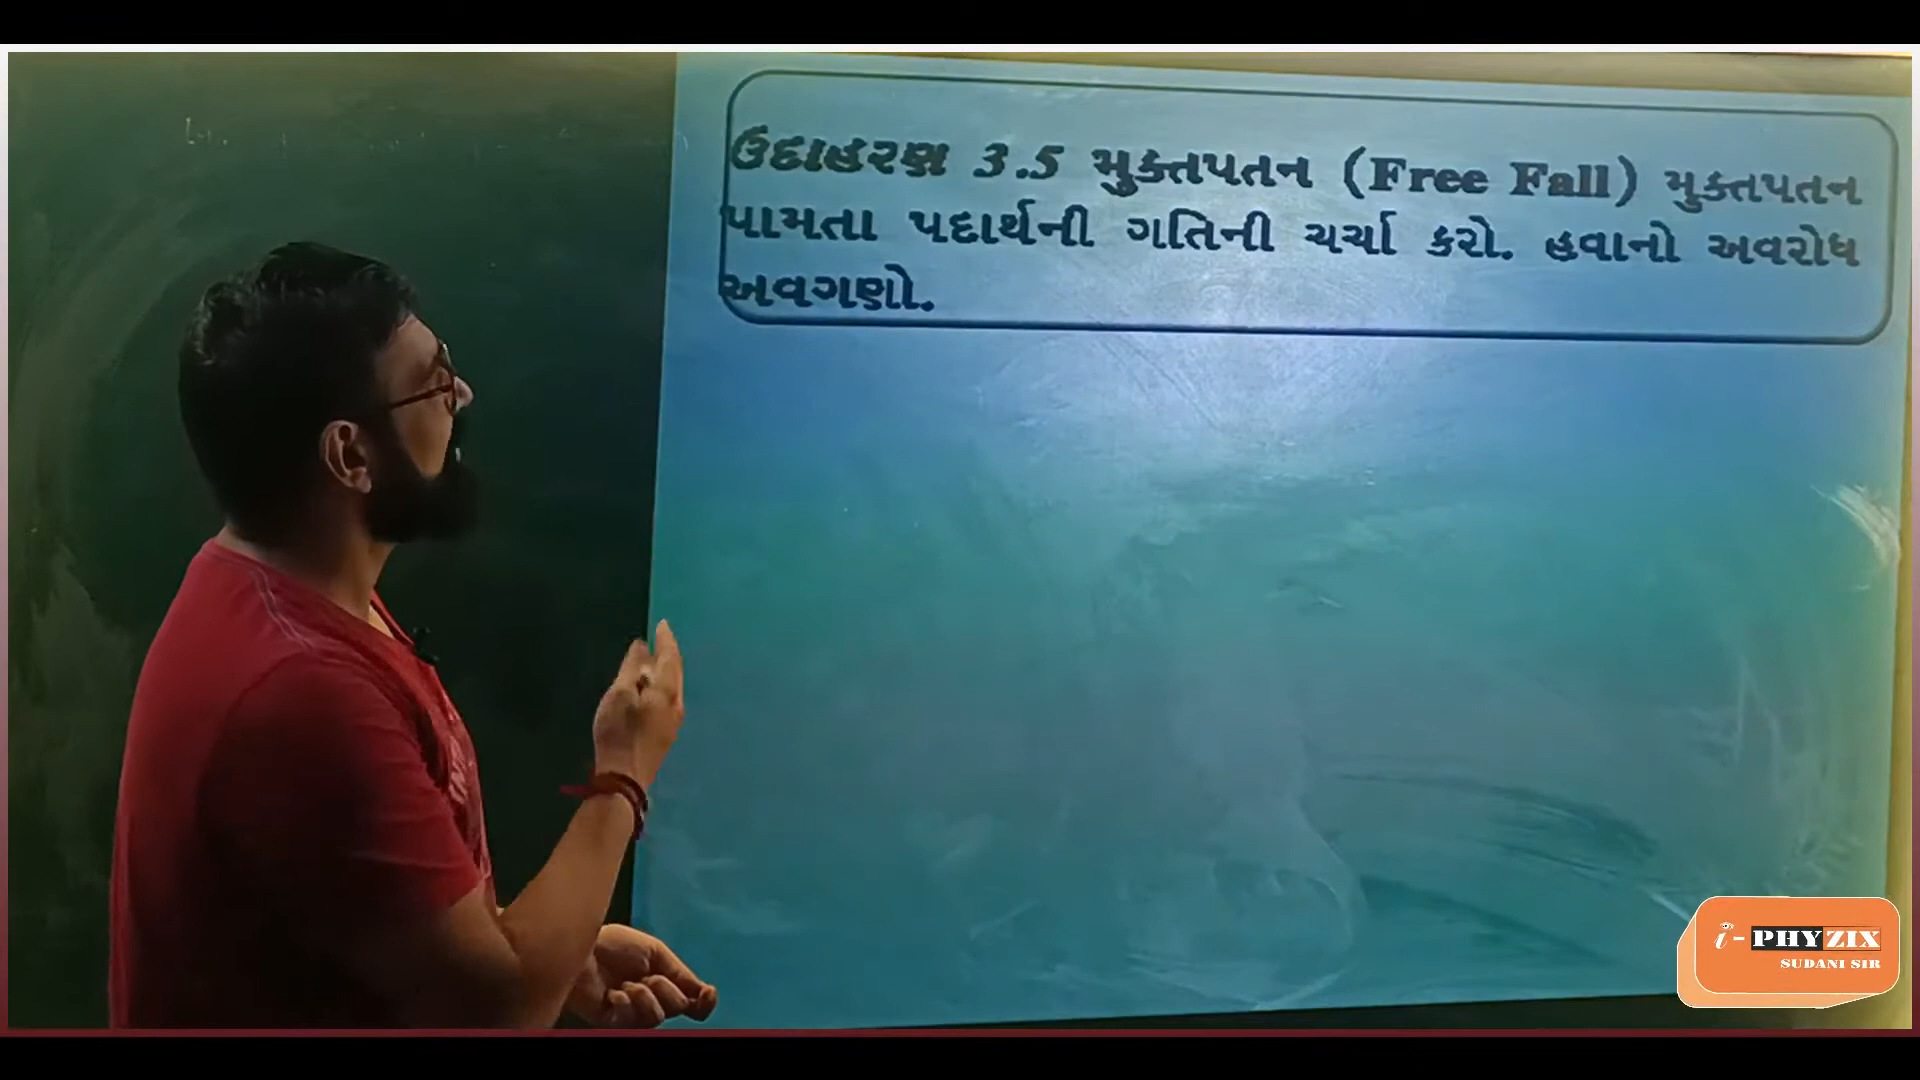 ઉદાહરણ 3.5 મુક્તપતન (Free Fall) મુક્તપતન
પામતા પદાર્થની ગતિની ચર્ચા કરો. હવાનો અવરોધ
અવગણો.
i-PHYZIX
SUDANI SIR